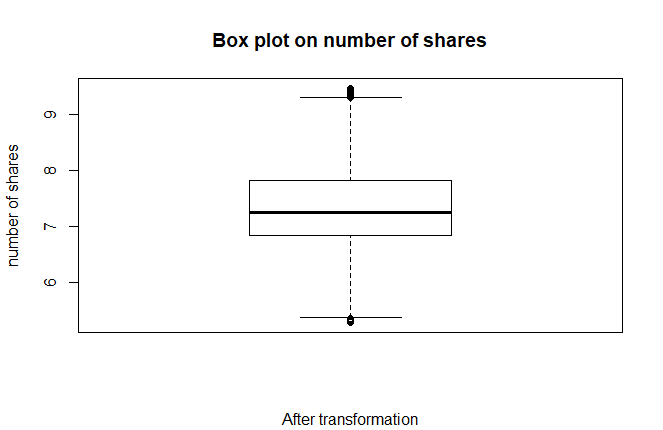 Box plot on number of shares
number of shares
9
8
7
6
After transformation